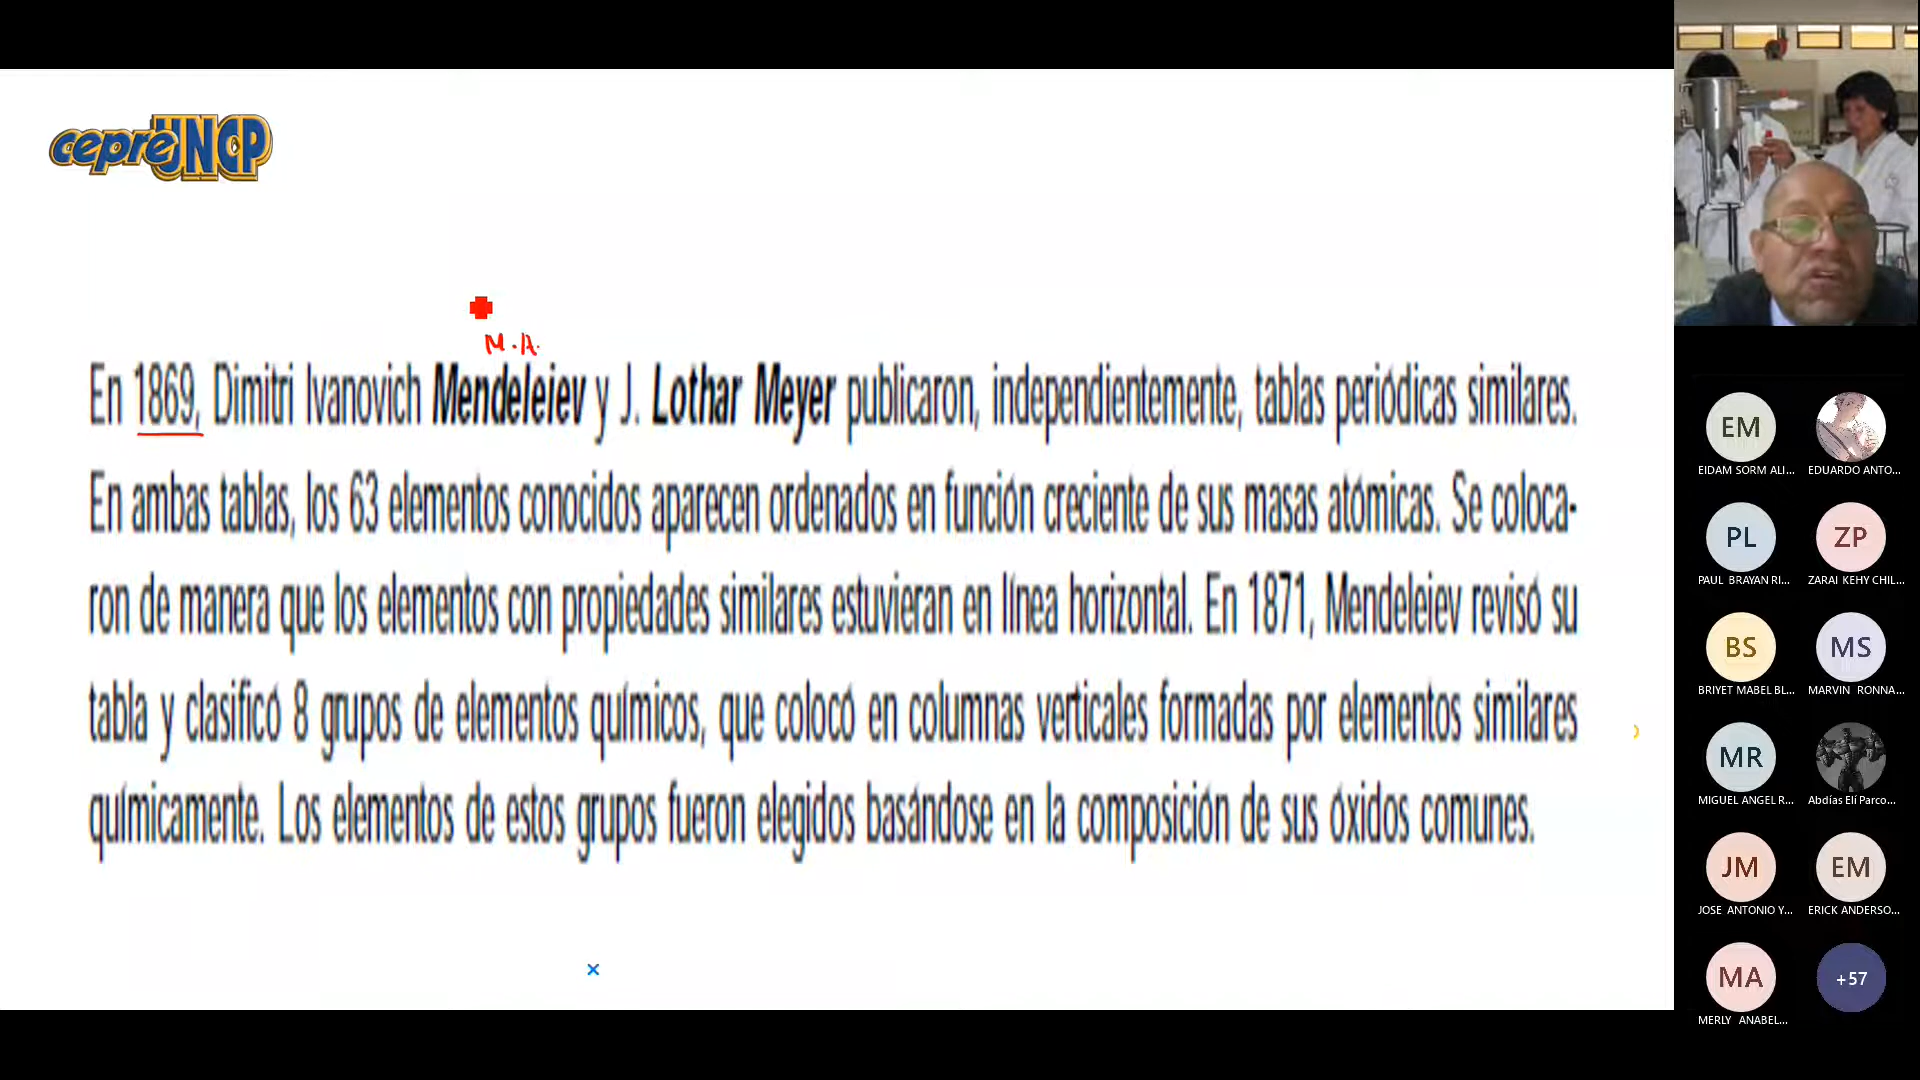 cepreUNCP
M.A.
En 1869, Dimitri Ivanovich Mendeleiev y J. Lothar Meyer publicaron, independientemente, tablas periódicas similares.
En ambas tablas, los 63 elementos conocidos aparecen ordenados en función creciente de sus masas atómicas. Se coloca-
ron de manera que los elementos con propiedades similares estuvieran en línea horizontal. En 1871, Mendeleiev revisó su
tabla y clasificó 8 grupos de elementos químicos, que colocó en columnas verticales formadas por elementos similares
químicamente. Los elementos de estos grupos fueron elegidos basándose en la composición de sus óxidos comunes.
EM
EIDAM SORM ALI...
EDUARDO ANTO...
PL
ZP
PAUL BRAYAN RI...
ZARAI KEHY CHIL...
BS
MS
BRIYET MABEL BL...
MARVIN RONNA...
MR
MIGUEL ANGEL R...
Abdías Elí Parco...
JM
EM
JOSE ANTONIO Y...
ERICK ANDERSO...
MA
+57
MERLY ANABEL...